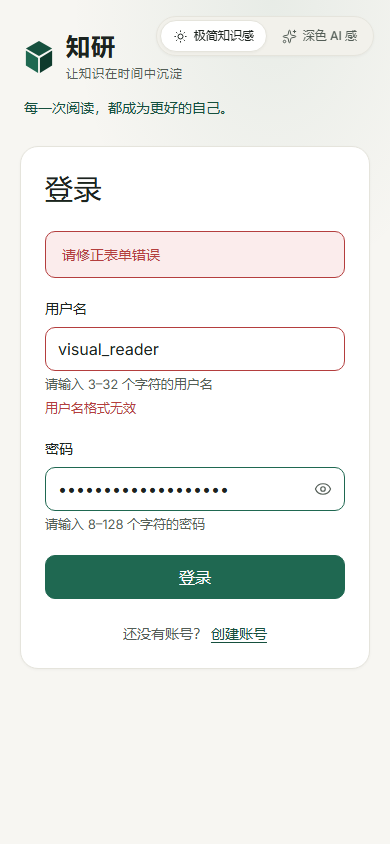 知研
让知识在时间中沉淀
极简知识感
深色 AI 感
每一次阅读，都成为更好的自己。
登录
请修正表单错误
用户名
visual_reader
请输入 3–32 个字符的用户名
用户名格式无效
密码
•••••••••••••••••••
请输入 8–128 个字符的密码
登录
还没有账号？ 创建账号